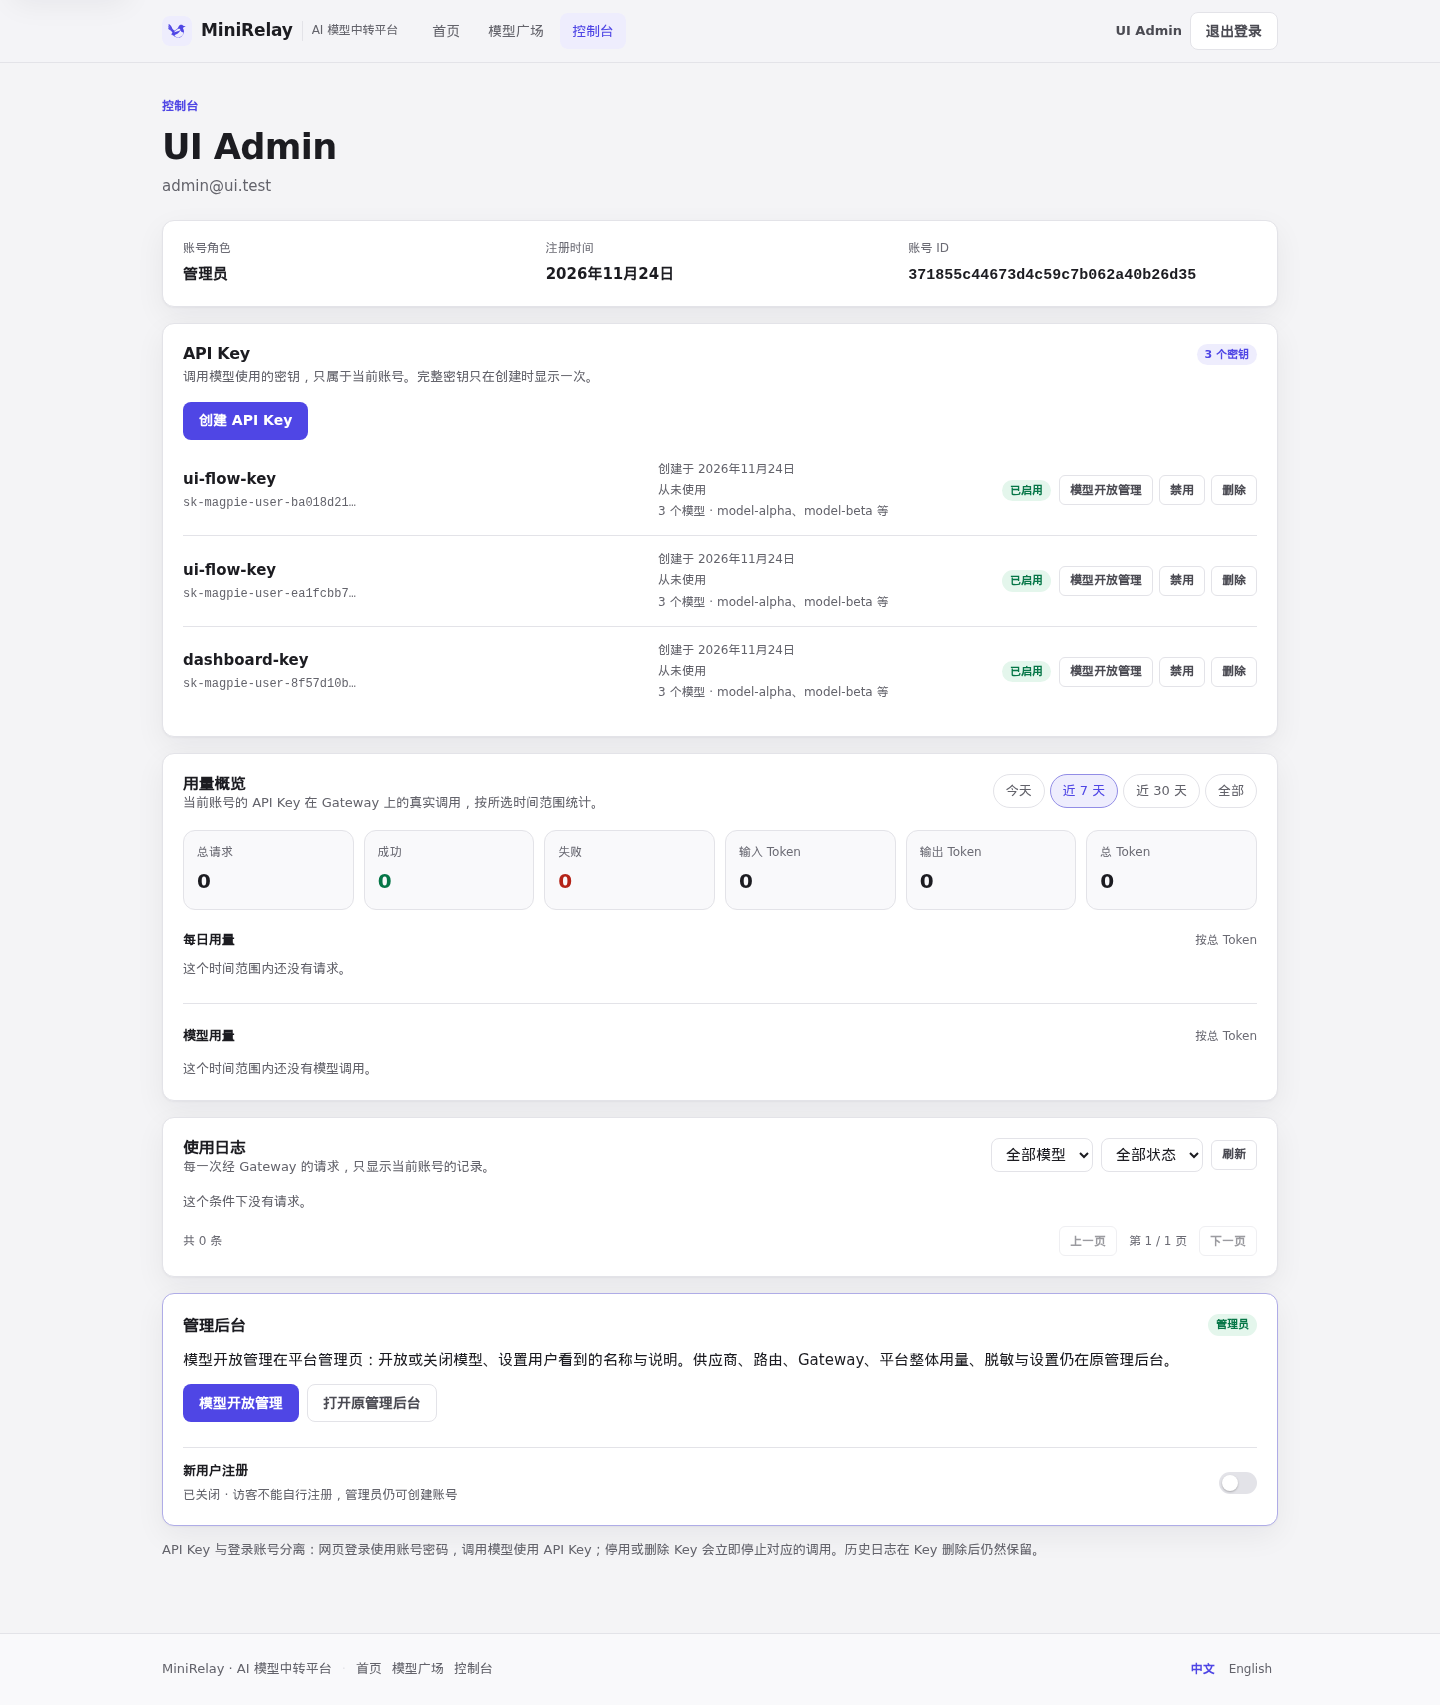 MiniRelay AI 模型中转平台 首页 模型广场 控制台 UI Admin 退出登录
控制台
UI Admin
admin@ui.test
账号角色 注册时间 账号 ID
管理员 2026年11月24日 371855c44673d4c59c7b062a40b26d35
API Key 3 个密钥
调用模型使用的密钥，只属于当前账号。完整密钥只在创建时显示一次。
创建 API Key
ui-flow-key
sk-magpie-user-ba018d21…
创建于 2026年11月24日
从未使用
3 个模型 · model-alpha、model-beta 等
已启用 模型开放管理 禁用 删除
ui-flow-key
sk-magpie-user-ea1fcbb7…
创建于 2026年11月24日
从未使用
3 个模型 · model-alpha、model-beta 等
已启用 模型开放管理 禁用 删除
dashboard-key
sk-magpie-user-8f57d10b…
创建于 2026年11月24日
从未使用
3 个模型 · model-alpha、model-beta 等
已启用 模型开放管理 禁用 删除
用量概览
当前账号的 API Key 在 Gateway 上的真实调用，按所选时间范围统计。
今天 近 7 天 近 30 天 全部
总请求 成功 失败 输入 Token 输出 Token 总 Token
0 0 0 0 0 0
每日用量 按总 Token
这个时间范围内还没有请求。
模型用量 按总 Token
这个时间范围内还没有模型调用。
使用日志
每一次经 Gateway 的请求，只显示当前账号的记录。
全部模型 全部状态 刷新
这个条件下没有请求。
共 0 条 上一页 第 1 / 1 页 下一页
管理后台 管理员
模型开放管理在平台管理页：开放或关闭模型、设置用户看到的名称与说明。供应商、路由、Gateway、平台整体用量、脱敏与设置仍在原管理后台。
模型开放管理 打开原管理后台
新用户注册
已关闭 · 访客不能自行注册，管理员仍可创建账号
API Key 与登录账号分离：网页登录使用账号密码，调用模型使用 API Key；停用或删除 Key 会立即停止对应的调用。历史日志在 Key 删除后仍然保留。
MiniRelay · AI 模型中转平台 · 首页 模型广场 控制台 中文 English